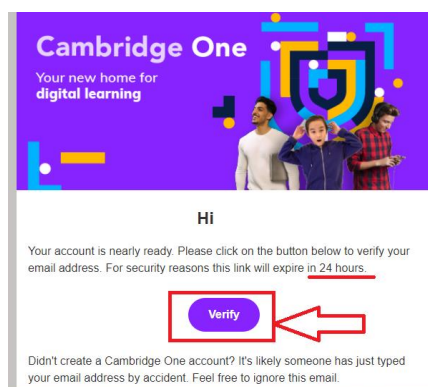 Cambridge One
Your new home for
digital learning
Hi
Your account is nearly ready. Please click on the button below to verify your
email address. For security reasons this link will expire in 24 hours.
Verify
Didn't create a Cambridge One account? It's likely someone has just typed
your email address by accident. Feel free to ignore this email.